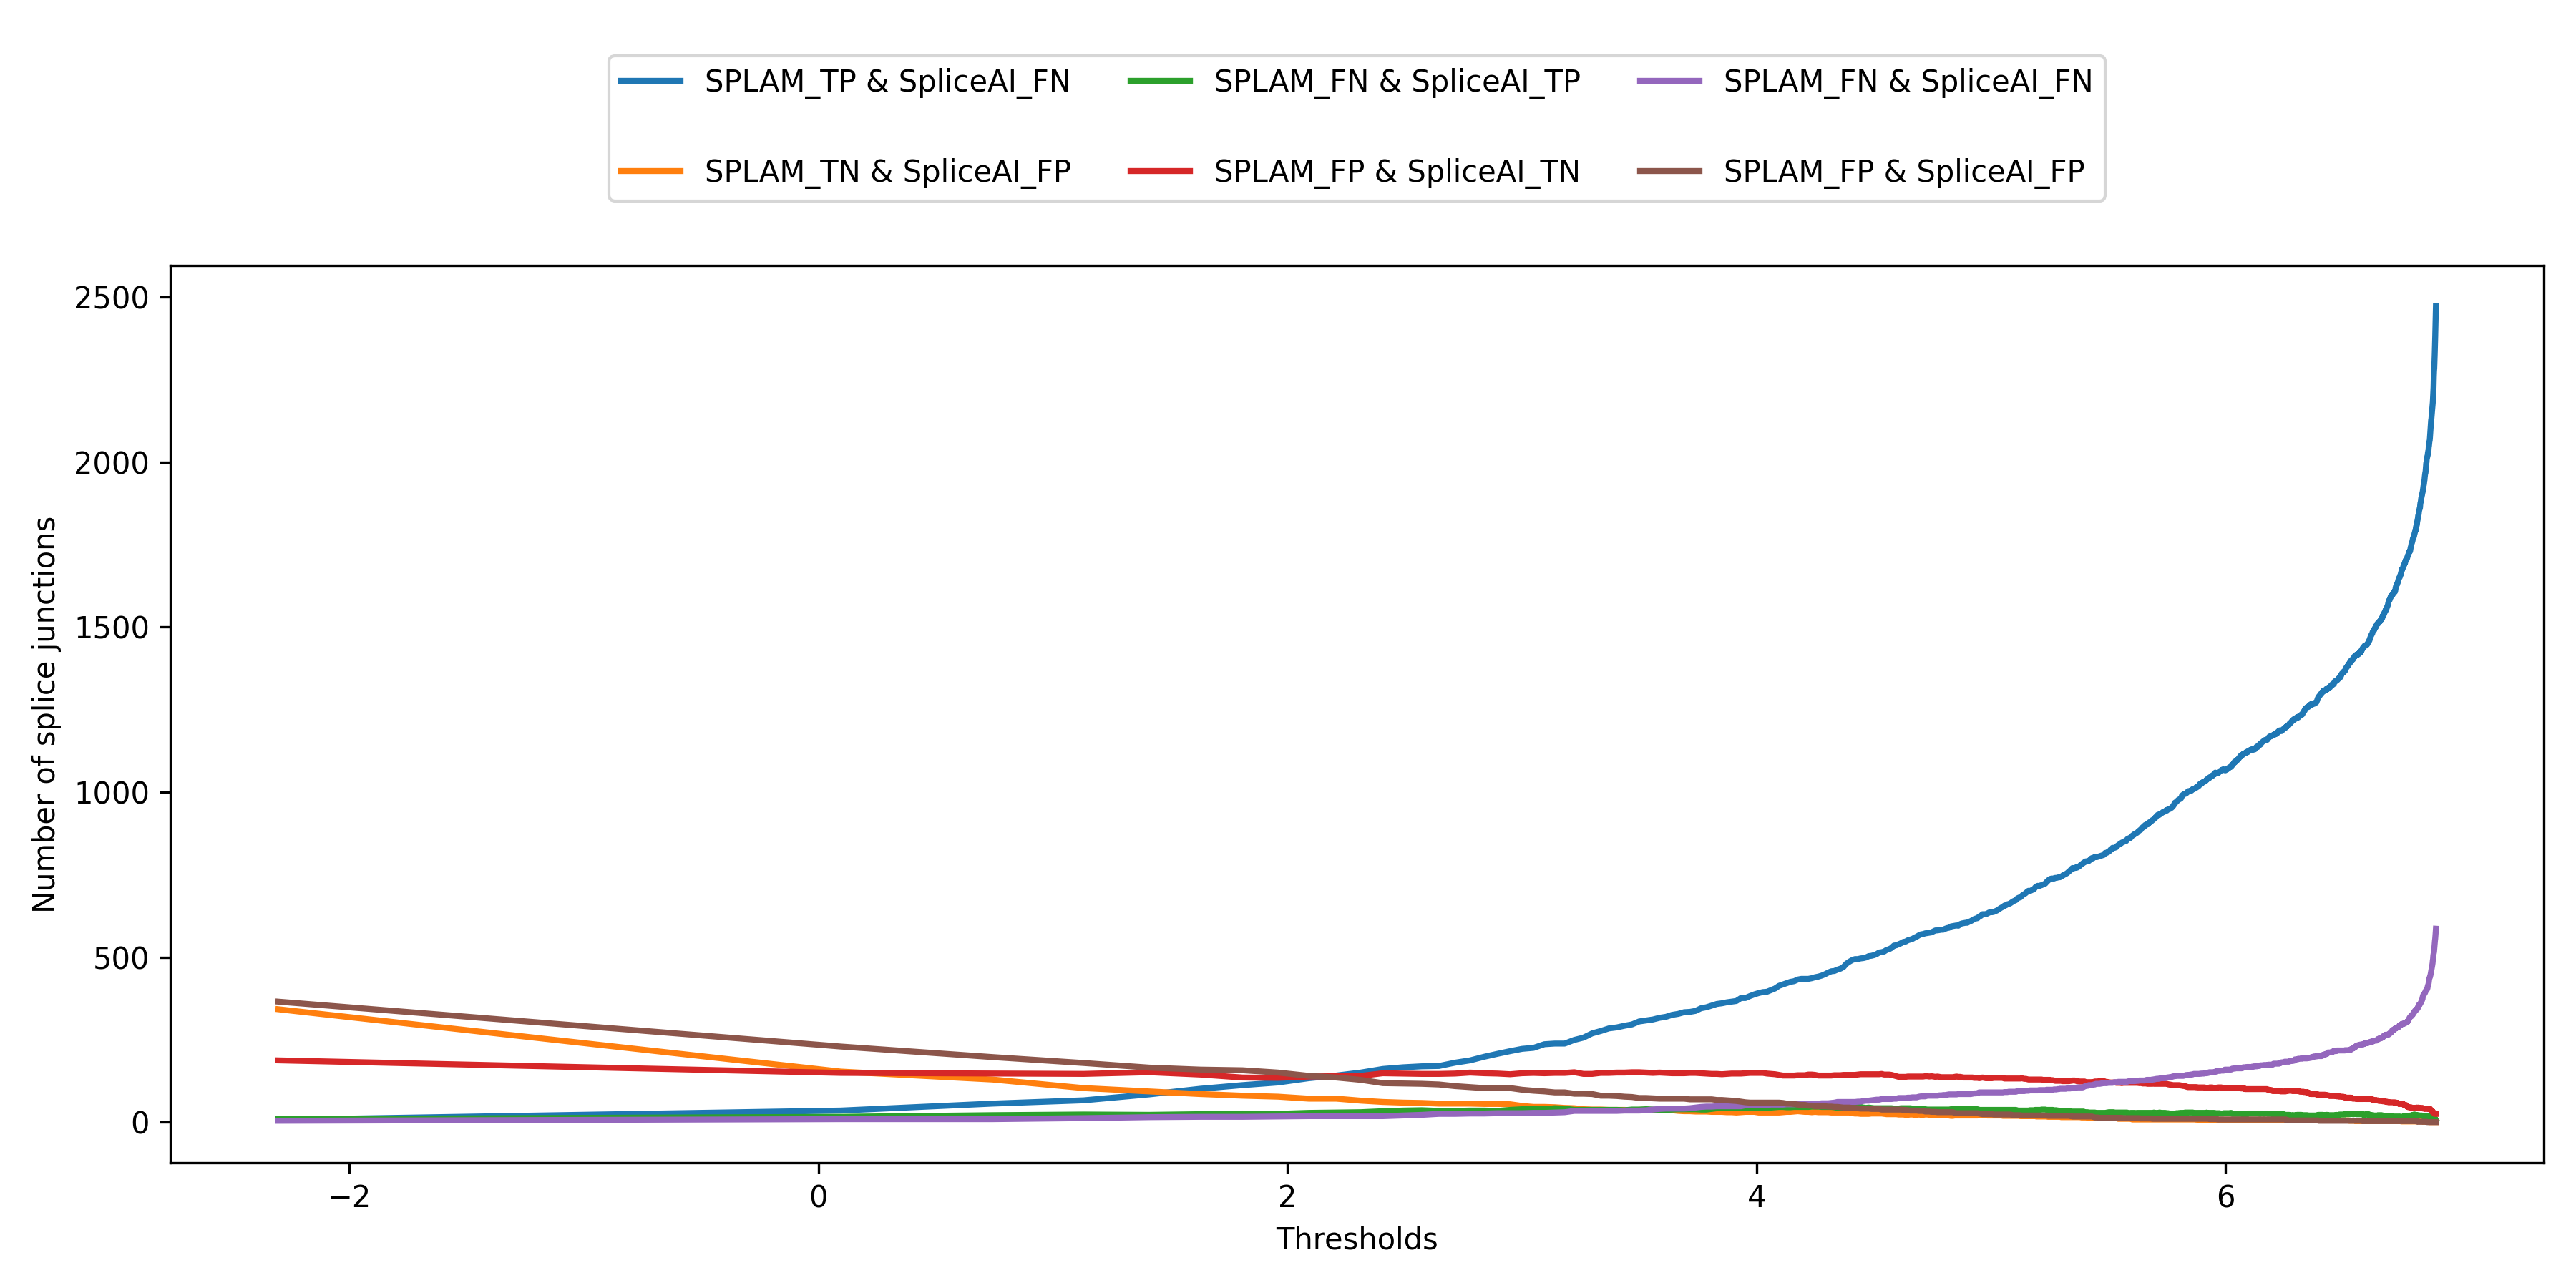 SPLAM_TP & SpliceAI_FN SPLAM_FN & SpliceAI_TP SPLAM_FN & SpliceAI_FN
SPLAM_TN & SpliceAI_FP SPLAM_FP & SpliceAI_TN SPLAM_FP & SpliceAI_FP
2500
2000
1500
1000
500
0
Number of splice junctions
−2 0 2 4 6
Thresholds